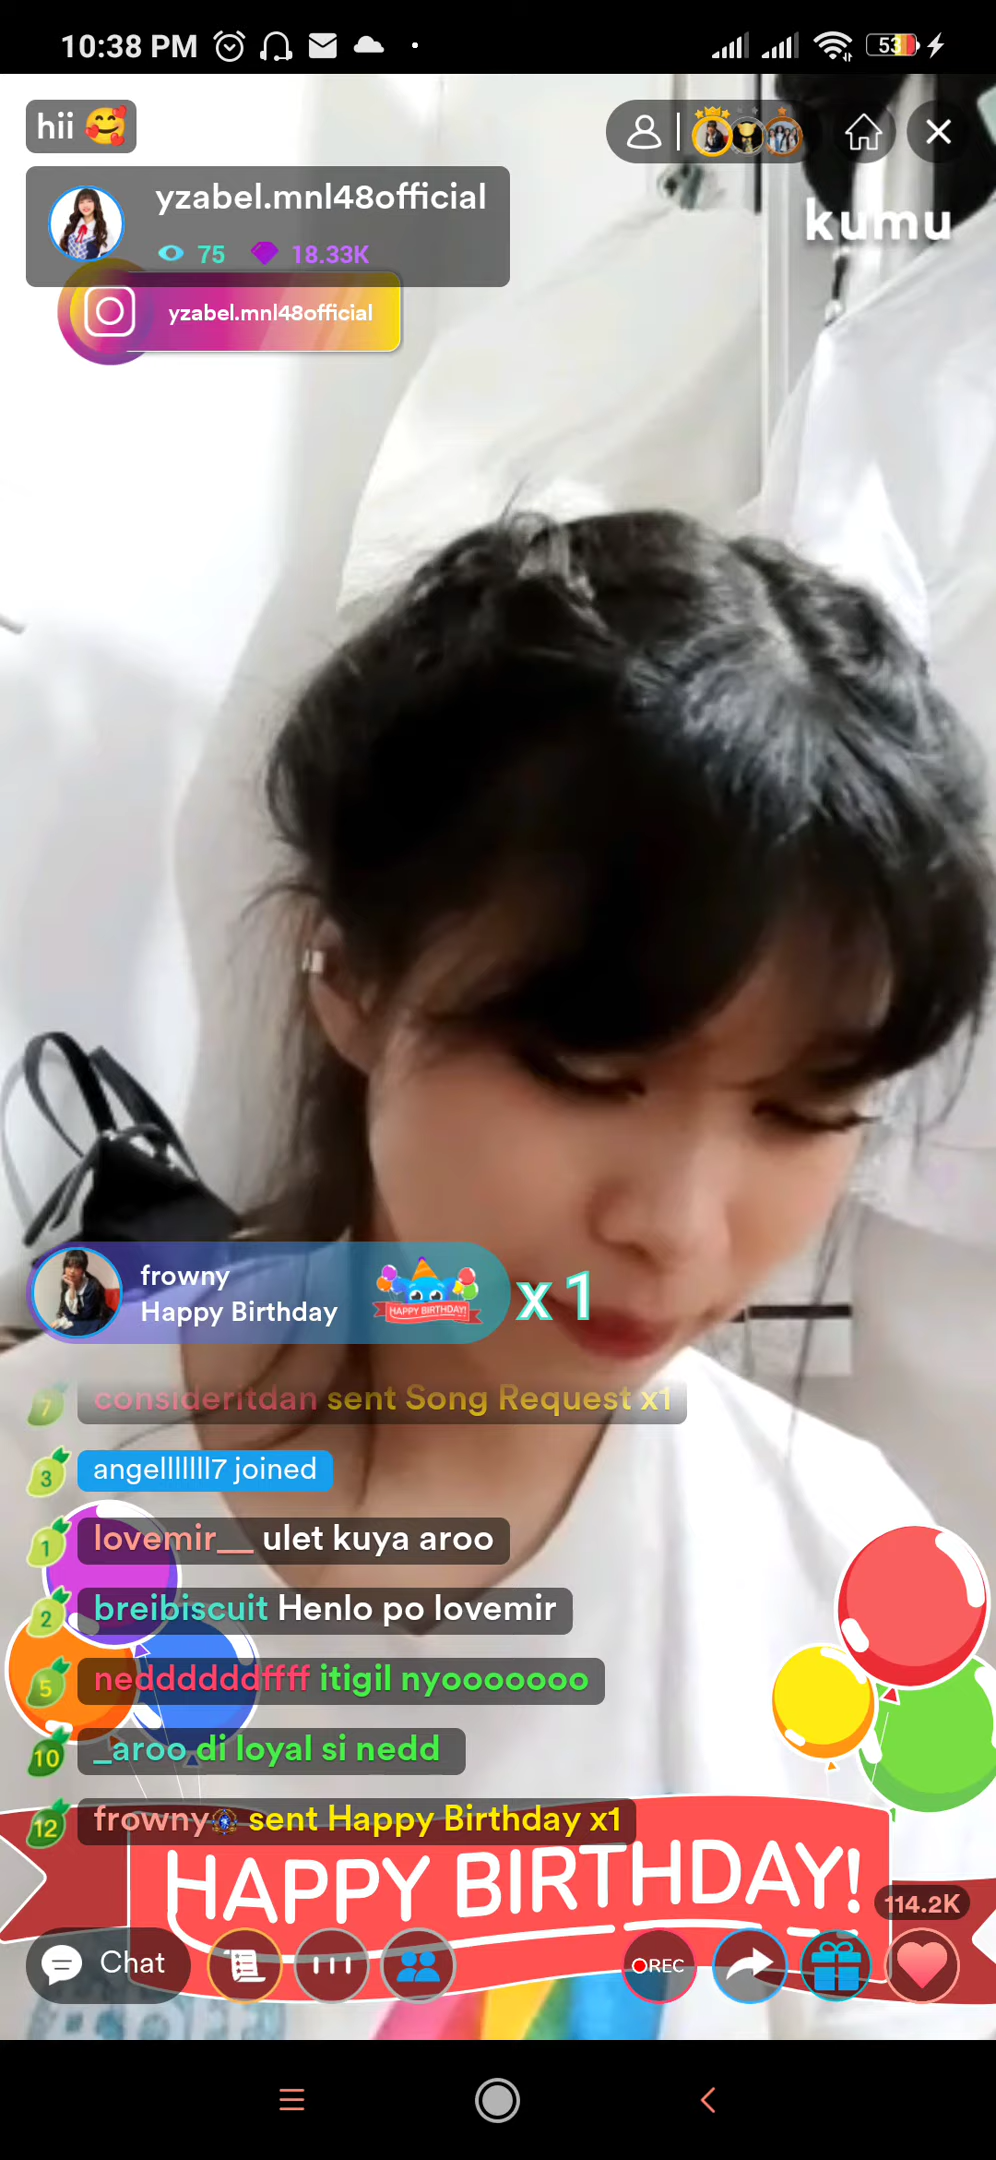 10:38 PM
53
hii 🥰
yzabel.mnl48official
75 18.33K
kumu
yzabel.mnl48official
frowny
Happy Birthday
HAPPY BIRTHDAY!
x 1
7 consideritdan sent Song Request x1
3 angelllllll7 joined
1 lovemir__ ulet kuya aroo
2 breibiscuit Henlo po lovemir
5 neddddddffff itigil nyooooooo
10 _aroo di loyal si nedd
12 frowny sent Happy Birthday x1
HAPPY BIRTHDAY!
114.2K
Chat
REC